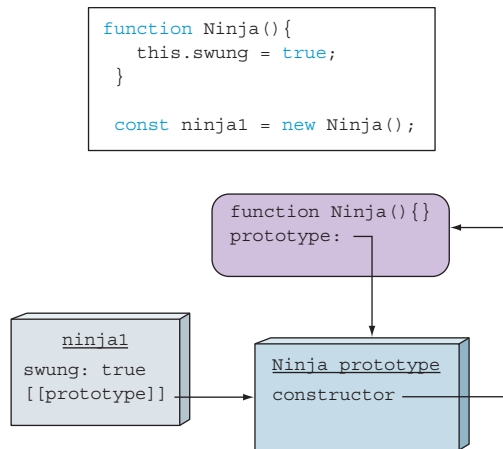 function Ninja(){
this.swung = true;
}
const ninja1 = new Ninja();
function Ninja(){}
prototype:
ninja1
swung: true
[[prototype]]
Ninja prototype
constructor